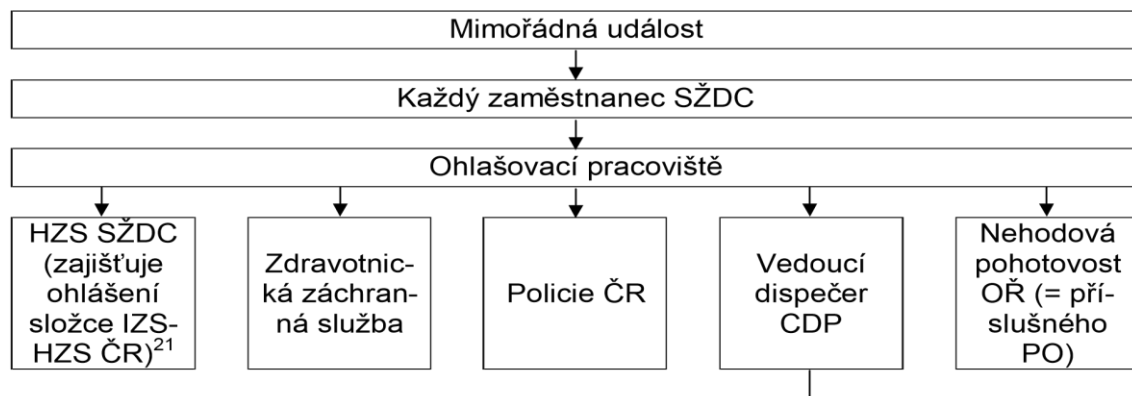 Mimořádná událost
Každý zaměstnanec SŽDC
Ohlašovací pracoviště
HZS SŽDC
(zajišťuje
ohlášení
složce IZS-
HZS ČR)21
Zdravotnic-
ká záchran-
ná služba
Policie ČR
Vedoucí
dispečer
CDP
Nehodová
pohotovost
OŘ (= pří-
slušného
PO)